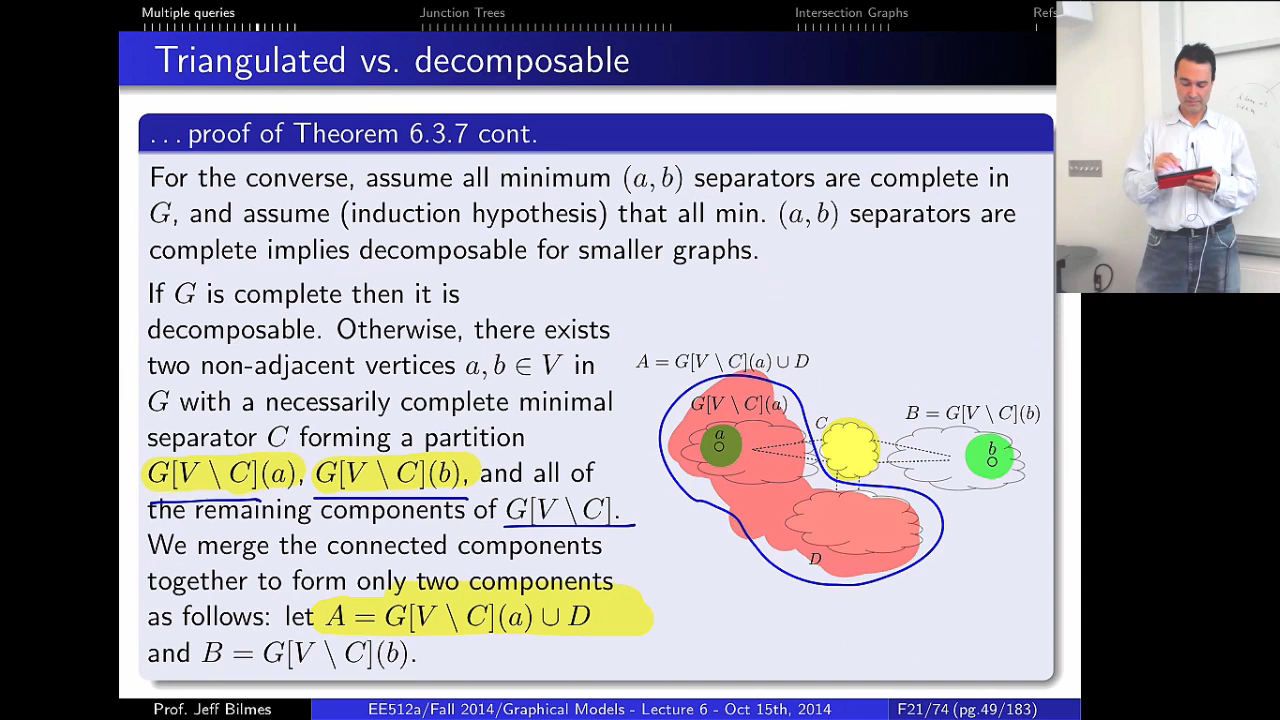 Multiple queries
Junction Trees
Intersection Graphs
Refs
Triangulated vs. decomposable
...proof of Theorem 6.3.7 cont.
For the converse, assume all minimum (a, b) separators are complete in
G, and assume (induction hypothesis) that all min. (a, b) separators are
complete implies decomposable for smaller graphs.
If G is complete then it is
decomposable. Otherwise, there exists
two non-adjacent vertices a, b ∈ V in
G with a necessarily complete minimal
separator C forming a partition
G[V \ C](a), G[V \ C](b), and all of
the remaining components of G[V \ C].
We merge the connected components
together to form only two components
as follows: let A = G[V \ C](a) ∪ D
and B = G[V \ C](b).
A = G[V \ C](a) ∪ D
G[V \ C](a)
C
B = G[V \ C](b)
a
b
D
Prof. Jeff Bilmes
EE512a/Fall 2014/Graphical Models - Lecture 6 - Oct 15th, 2014
F21/74 (pg.49/183)